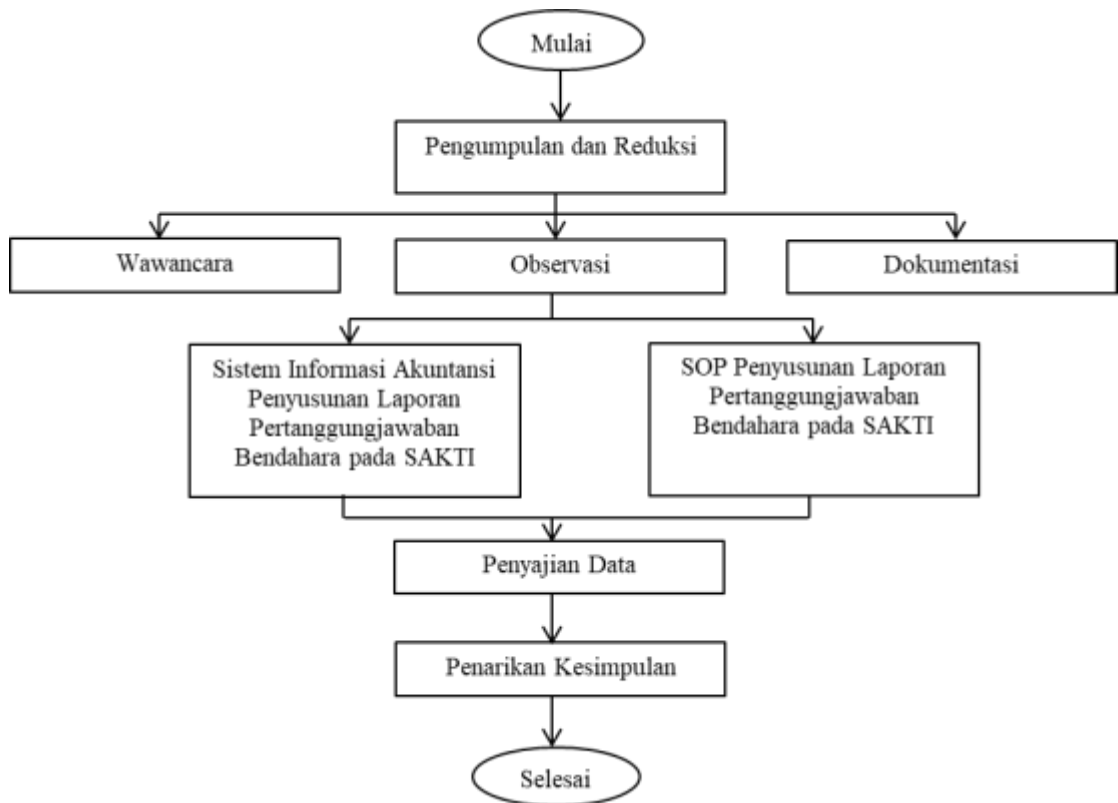 Mulai
Pengumpulan dan Reduksi
Wawancara
Observasi
Dokumentasi
Sistem Informasi Akuntansi
Penyusunan Laporan
Pertanggungjawaban
Bendahara pada SAKTI
SOP Penyusunan Laporan
Pertanggungjawaban
Bendahara pada SAKTI
Penyajian Data
Penarikan Kesimpulan
Selesai